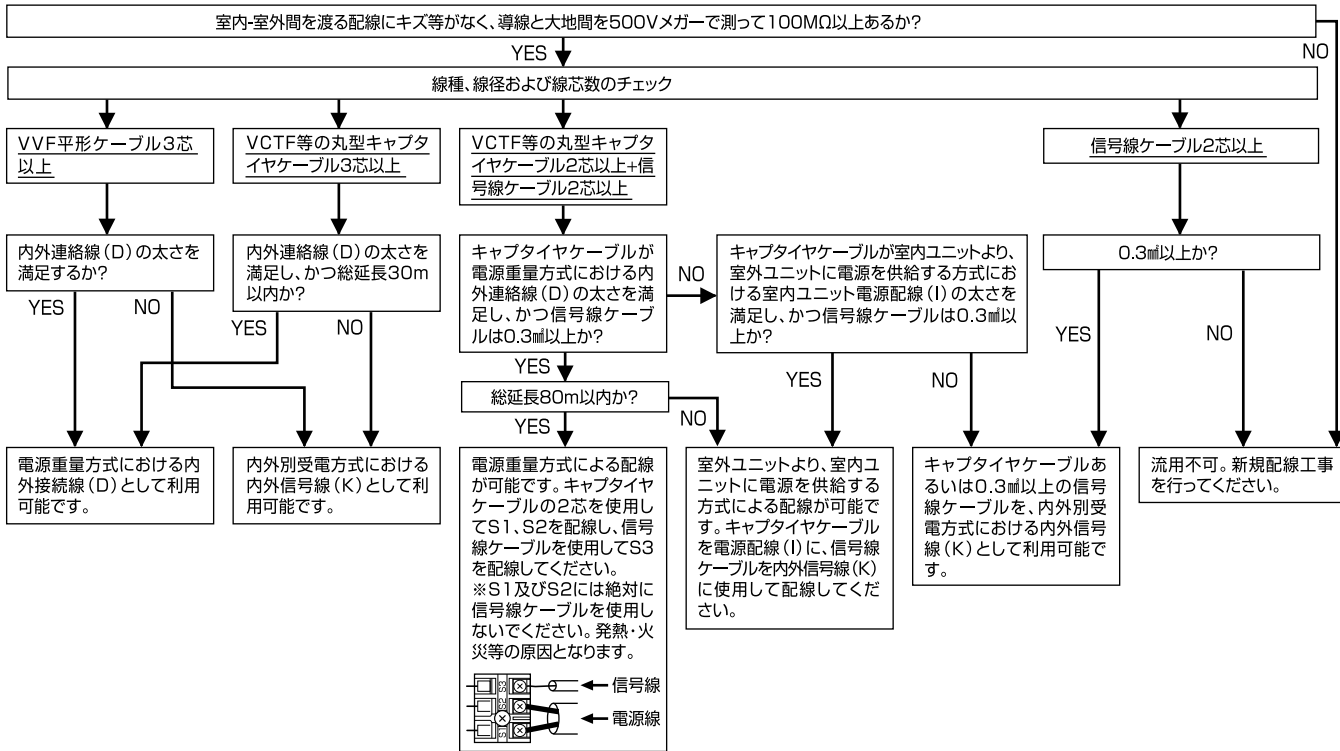 室内-室外間を渡る配線にキズ等がなく、導線と大地間を500Vメガーで測って100MΩ以上あるか?
YES
NO
線種、線径および線芯数のチェック
VVF平形ケーブル3芯
以上
VCTF等の丸型キャプタ
イヤケーブル3芯以上
VCTF等の丸型キャプタ
イヤケーブル2芯以上+信
号線ケーブル2芯以上
信号線ケーブル2芯以上
内外連絡線(D)の太さを
満足するか?
内外連絡線(D)の太さを
満足し、かつ総延長30m
以内か?
キャプタイヤケーブルが
電源重量方式における内
外連絡線(D)の太さを満
足し、かつ信号線ケーブ
ルは0.3㎟以上か?
NO
キャプタイヤケーブルが室内ユニットより、
室外ユニットに電源を供給する方式にお
ける室内ユニット電源配線(I)の太さを
満足し、かつ信号線ケーブルは0.3㎟以
上か?
0.3㎟以上か?
YES
NO
YES
NO
YES
YES
NO
YES
NO
総延長80m以内か?
YES
NO
電源重量方式における内
外接続線(D)として利用
可能です。
内外別受電方式における
内外信号線(K)として利
用可能です。
電源重量方式による配線
が可能です。キャプタイヤ
ケーブルの2芯を使用し
てS1、S2を配線し、信号
線ケーブルを使用してS3
を配線してください。
※S1及びS2には絶対に
信号線ケーブルを使用し
ないでください。発熱・火
災等の原因となります。
S3
S2
S1
信号線
電源線
室外ユニットより、室内ユ
ニットに電源を供給する
方式による配線が可能で
す。キャプタイヤケーブル
を電源配線(I)に、信号線
ケーブルを内外信号線(K)
に使用して配線してくだ
さい。
キャプタイヤケーブルあ
るいは0.3㎟以上の信号
線ケーブルを、内外別受
電方式における内外信号
線(K)として利用可能で
す。
流用不可。新規配線工事
を行ってください。